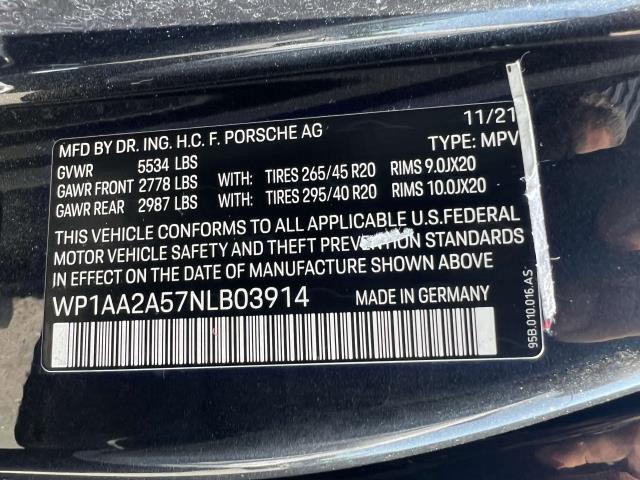 MFD BY DR. ING. H.C. F. PORSCHE AG 11/21
GVWR 5534 LBS TYPE: MPV
GAWR FRONT 2778 LBS WITH: TIRES 265/45 R20 RIMS 9.0JX20
GAWR REAR 2987 LBS WITH: TIRES 295/40 R20 RIMS 10.0JX20
THIS VEHICLE CONFORMS TO ALL APPLICABLE U.S.FEDERAL
MOTOR VEHICLE SAFETY AND THEFT PREVENTION STANDARDS
IN EFFECT ON THE DATE OF MANUFACTURE SHOWN ABOVE
WP1AA2A57NLB03914 MADE IN GERMANY
95B.010.016.AS